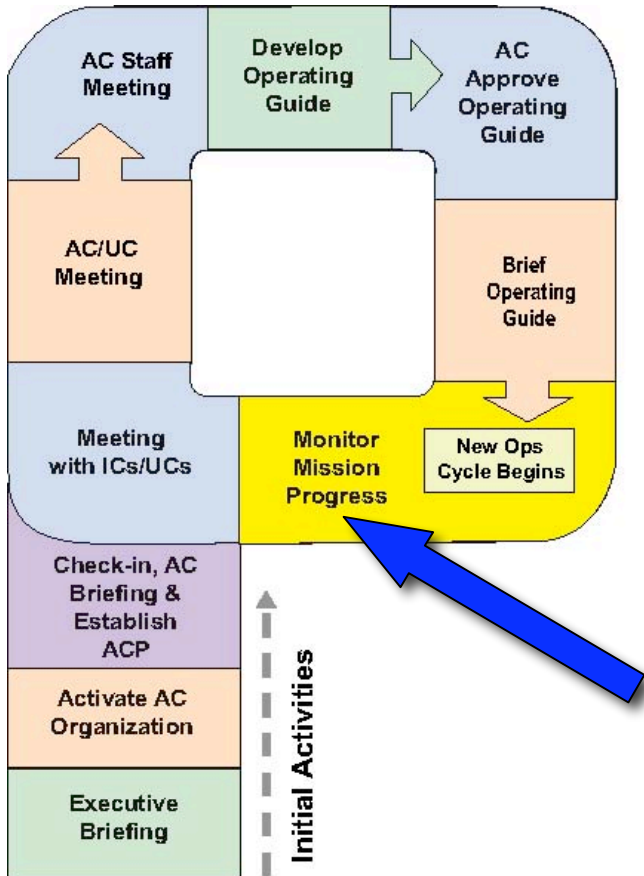 AC Staff
Meeting
Develop
Operating
Guide
AC
Approve
Operating
Guide
AC/UC
Meeting
Brief
Operating
Guide
Meeting
with ICs/UCs
Monitor
Mission
Progress
New Ops
Cycle Begins
Check-in, AC
Briefing &
Establish
ACP
Activate AC
Organization
Executive
Briefing
Initial Activities